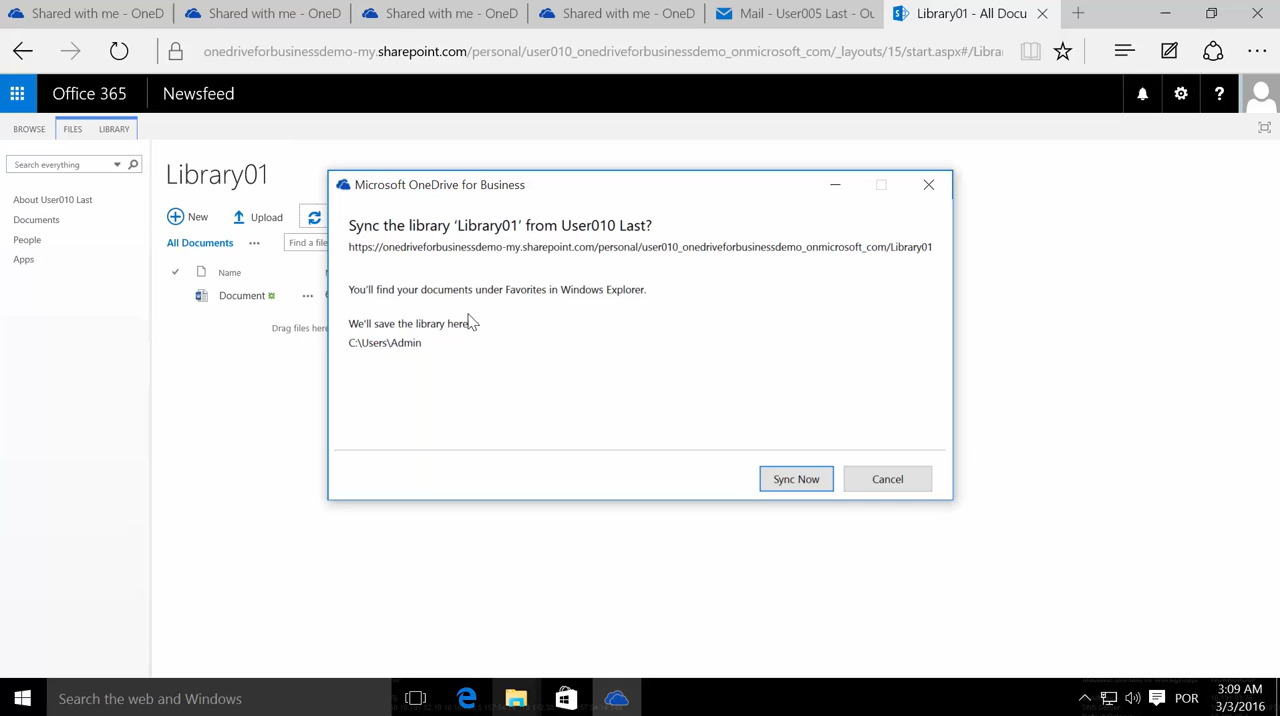 Shared with me - OneD
Shared with me - OneD
Shared with me - OneD
Shared with me - OneD
Mail - User005 Last - Ou
Library01 - All Docu
onedriveforbusinessdemo-my.sharepoint.com/personal/user010_onedriveforbusinessdemo_onmicrosoft_com/_layouts/15/start.aspx#/Libra
Office 365
Newsfeed
?
BROWSE
FILES
LIBRARY
Search everything
About User010 Last
Documents
People
Apps
Library01
New
Upload
All Documents
Find a file
Name
Document
Drag files here
Microsoft OneDrive for Business
Sync the library ‘Library01’ from User010 Last?
https://onedriveforbusinessdemo-my.sharepoint.com/personal/user010_onedriveforbusinessdemo_onmicrosoft_com/Library01
You'll find your documents under Favorites in Windows Explorer.
We'll save the library here
C:\Users\Admin
Sync Now
Cancel
Search the web and Windows
POR
3:09 AM
3/3/2016